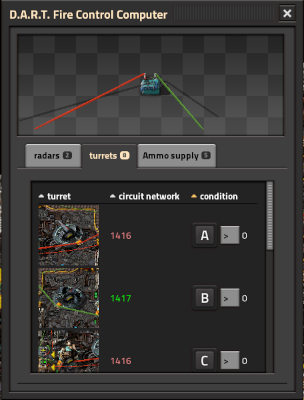 D.A.R.T. Fire Control Computer
radars 2 turrets 8 Ammo supply 5
turret circuit network condition
1416 A > 0
1417 B > 0
1416 C > 0